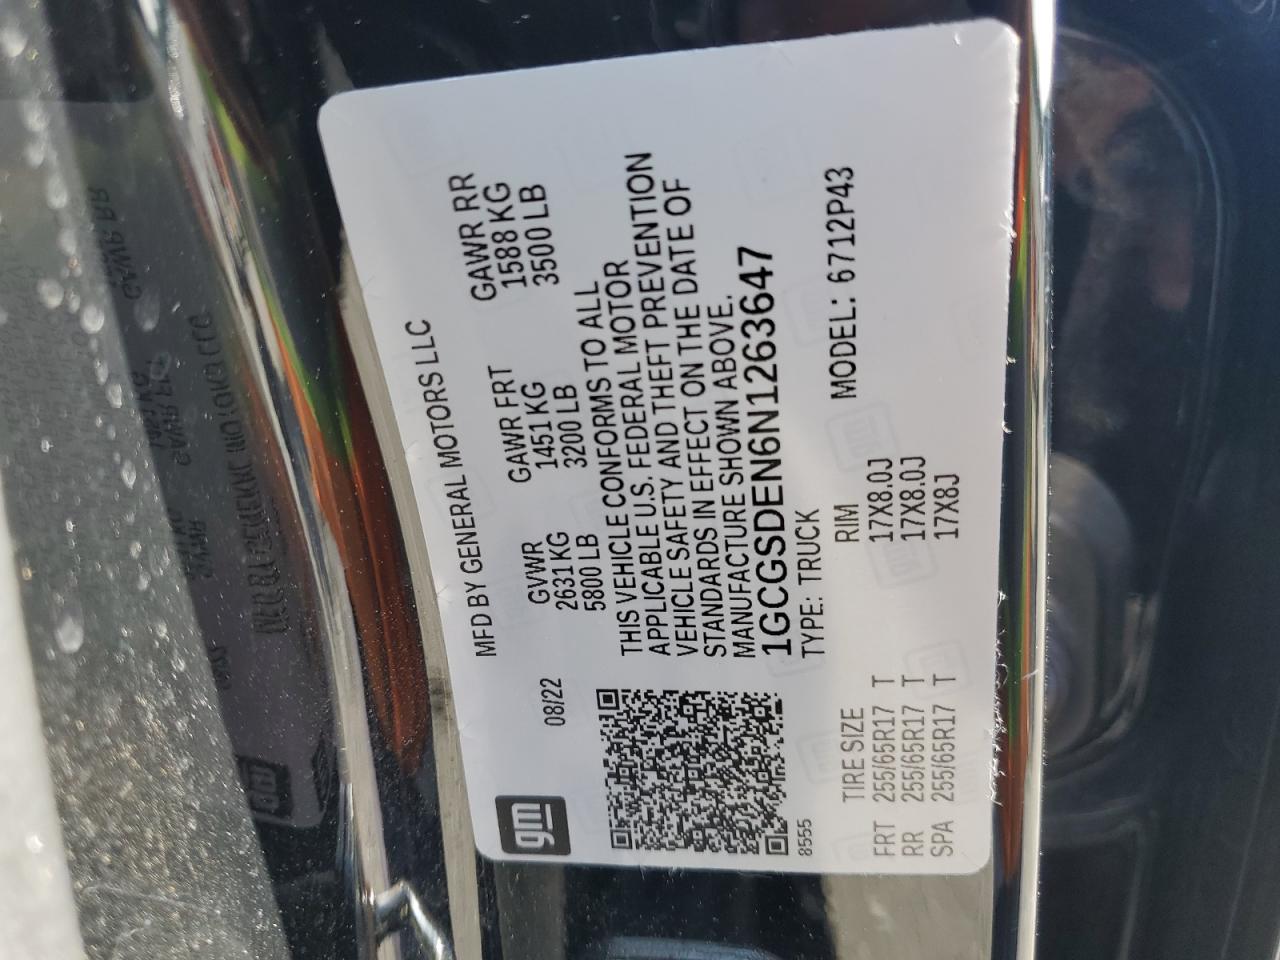 gm
08/22
MFD BY GENERAL MOTORS LLC
GVWR GAWR FRT GAWR RR
2631 KG 1451 KG 1588 KG
5800 LB 3200 LB 3500 LB
THIS VEHICLE CONFORMS TO ALL
APPLICABLE U.S. FEDERAL MOTOR
VEHICLE SAFETY AND THEFT PREVENTION
STANDARDS IN EFFECT ON THE DATE OF
MANUFACTURE SHOWN ABOVE.
1GCGSDEN6N1263647
8555 TYPE: TRUCK MODEL: 6712P43
TIRE SIZE RIM
FRT 255/65R17 T 17X8.0J
RR 255/65R17 T 17X8.0J
SPA 255/65R17 T 17X8J